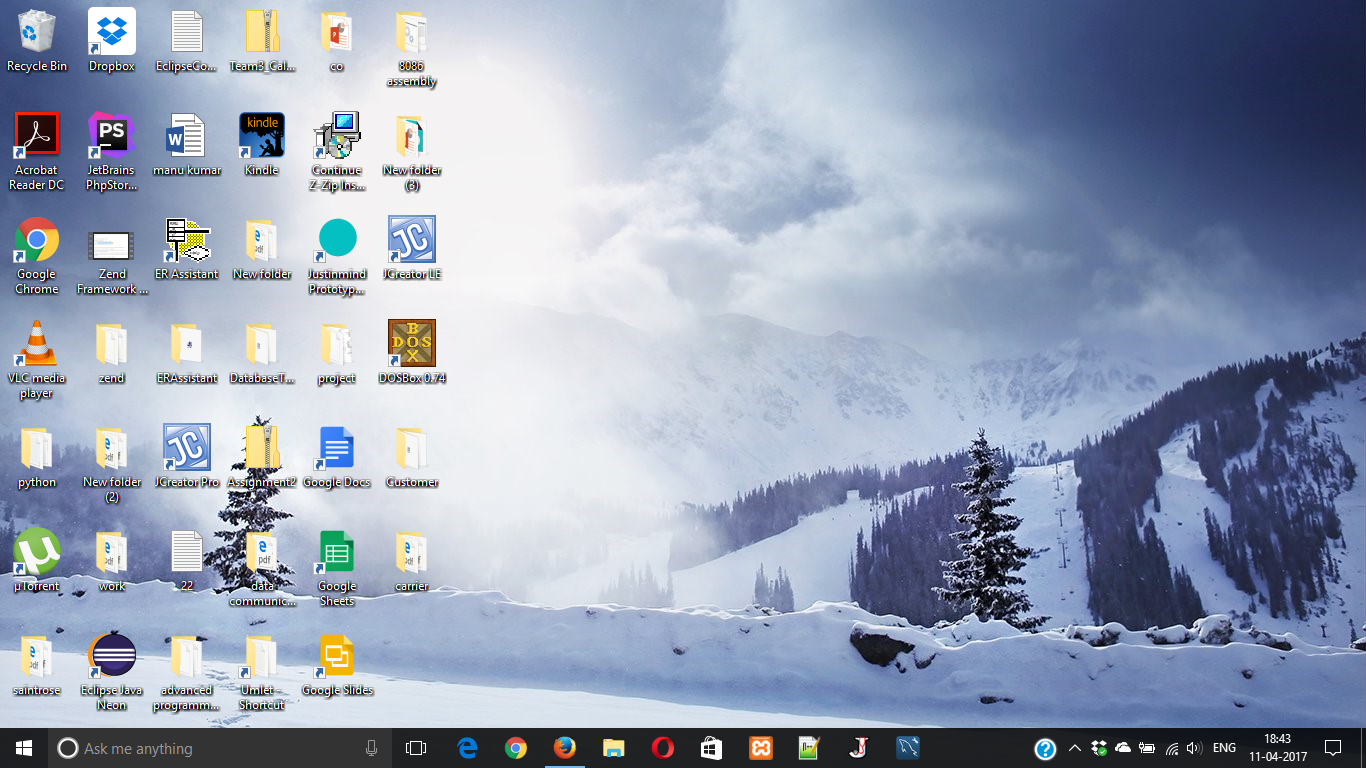 Recycle Bin
Dropbox
EclipseCo...
Team3_Cal...
co
8086
assembly
PS
kindle
Acrobat
Reader DC
JetBrains
PhpStor...
manu kumar
Kindle
Continue
Z-Zip Ins...
New folder
(3)
JC
Google
Chrome
Zend
Framework ...
ER Assistant
New folder
Justinmind
Prototyp...
JCreator LE
VLC media
player
zend
ERAssistant
DatabaseT...
project
DOSBox 0.74
JC
python
New folder
(2)
JCreator Pro
Assignment2
Google Docs
Customer
µTorrent
work
22
data
communic...
Google
Sheets
carrier
saintrose
Eclipse Java
Neon
advanced
programm...
Umlet -
Shortcut
Google Slides
Ask me anything
ENG
18:43
11-04-2017